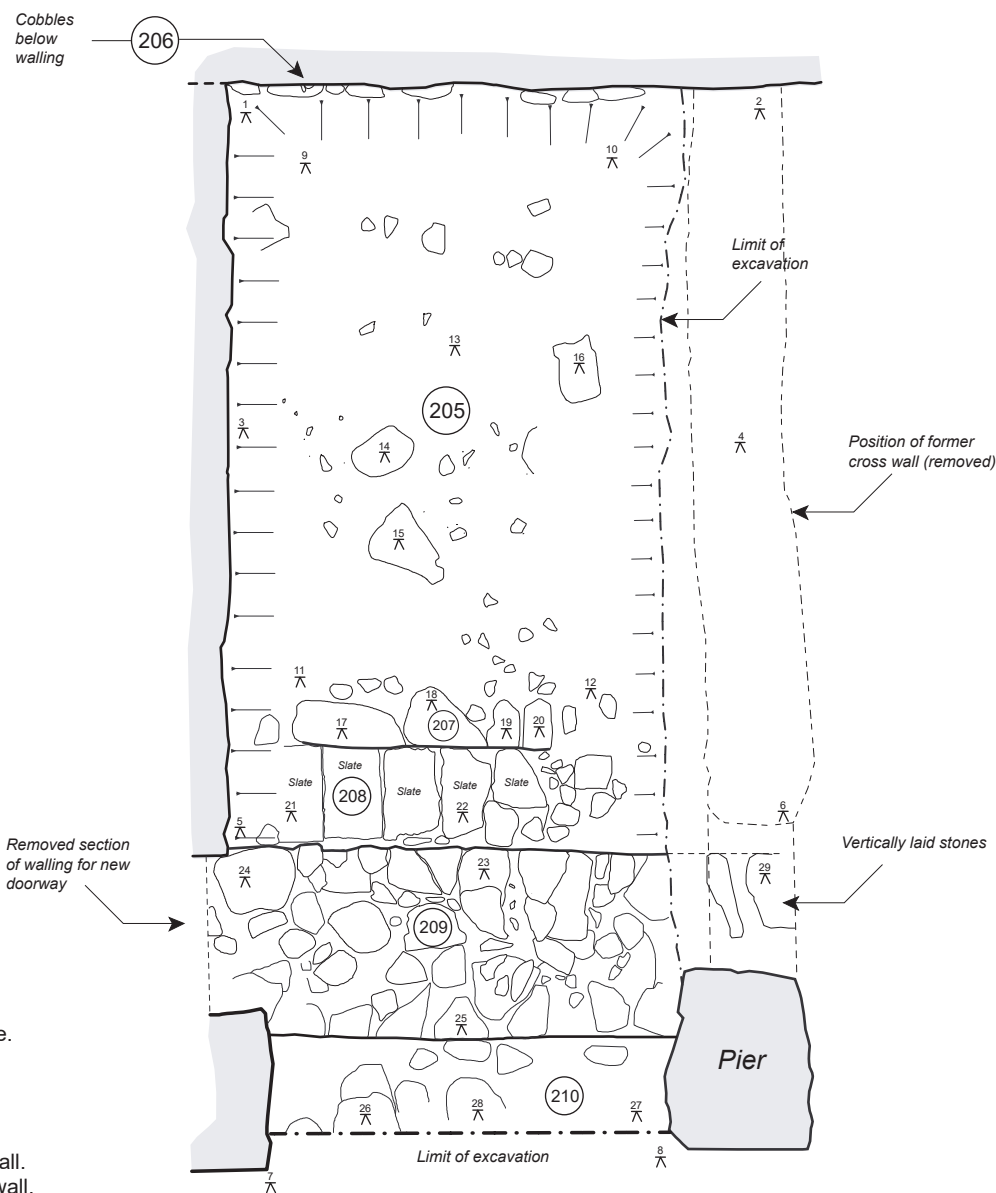 Cobbles
below
walling
206
1
2
9
10
Limit of
excavation
13
16
205
3
4
14
Position of former
cross wall (removed)
15
11
12
18
17
207
19
20
Slate
Slate
Slate
Slate
Slate
208
21
22
5
6
Removed section
of walling for new
doorway
Vertically laid stones
24
23
29
209
25
Pier
210
26
28
27
Limit of excavation
8
7